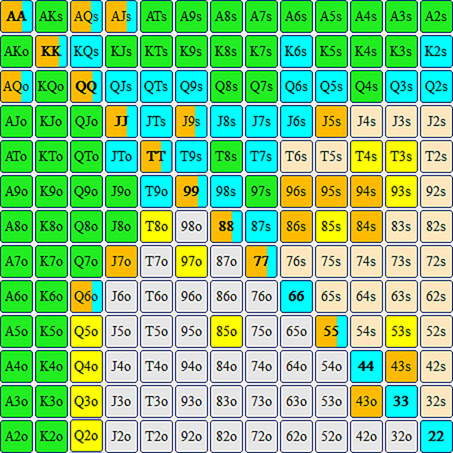 AA AKs AQs AJs ATs A9s A8s A7s A6s A5s A4s A3s A2s
AKo KK KQs KJs KTs K9s K8s K7s K6s K5s K4s K3s K2s
AQo KQo QQ QJs QTs Q9s Q8s Q7s Q6s Q5s Q4s Q3s Q2s
AJo KJo QJo JJ JTs J9s J8s J7s J6s J5s J4s J3s J2s
ATo KTo QTo JTo TT T9s T8s T7s T6s T5s T4s T3s T2s
A9o K9o Q9o J9o T9o 99 98s 97s 96s 95s 94s 93s 92s
A8o K8o Q8o J8o T8o 98o 88 87s 86s 85s 84s 83s 82s
A7o K7o Q7o J7o T7o 97o 87o 77 76s 75s 74s 73s 72s
A6o K6o Q6o J6o T6o 96o 86o 76o 66 65s 64s 63s 62s
A5o K5o Q5o J5o T5o 95o 85o 75o 65o 55 54s 53s 52s
A4o K4o Q4o J4o T4o 94o 84o 74o 64o 54o 44 43s 42s
A3o K3o Q3o J3o T3o 93o 83o 73o 63o 53o 43o 33 32s
A2o K2o Q2o J2o T2o 92o 82o 72o 62o 52o 42o 32o 22